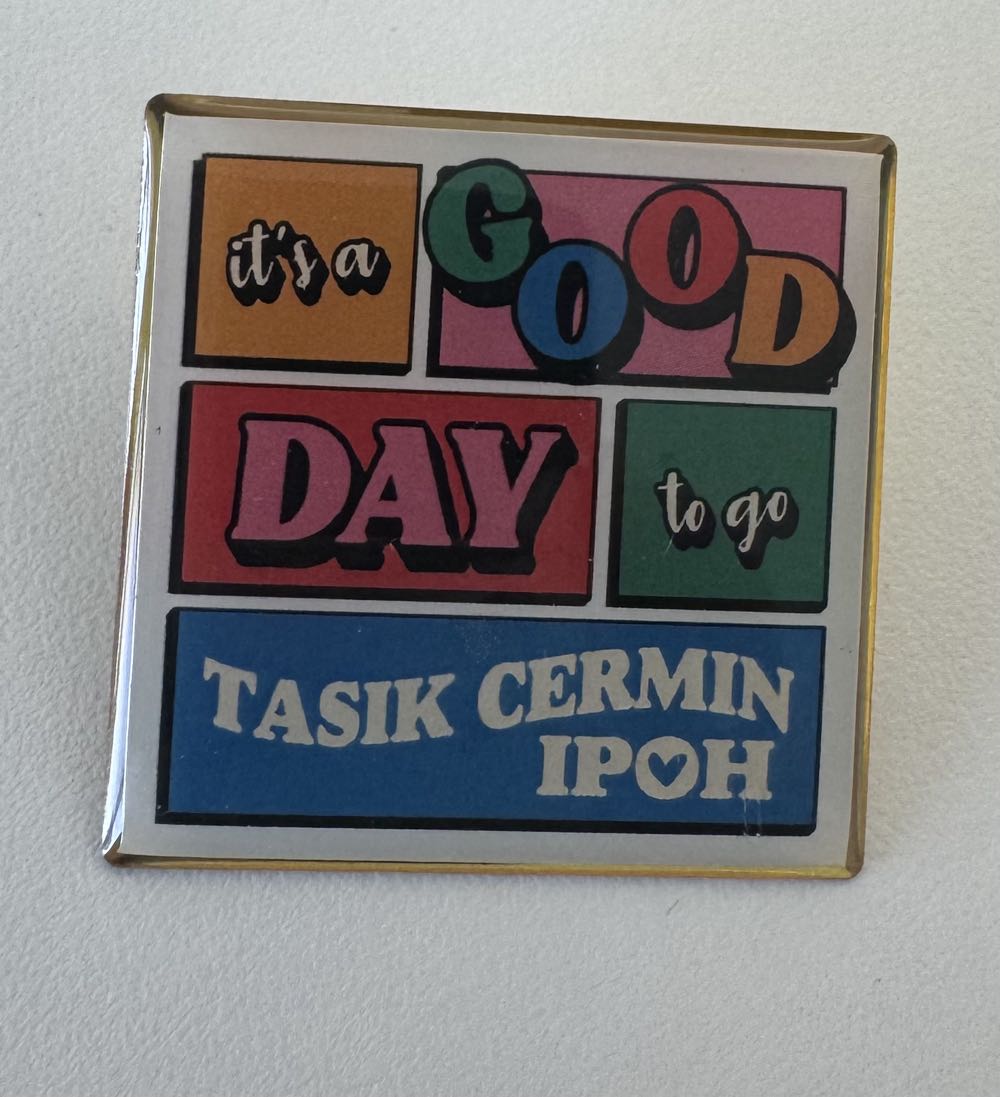 it's a GOOD
DAY to go
TASIK CERMIN
IPOH